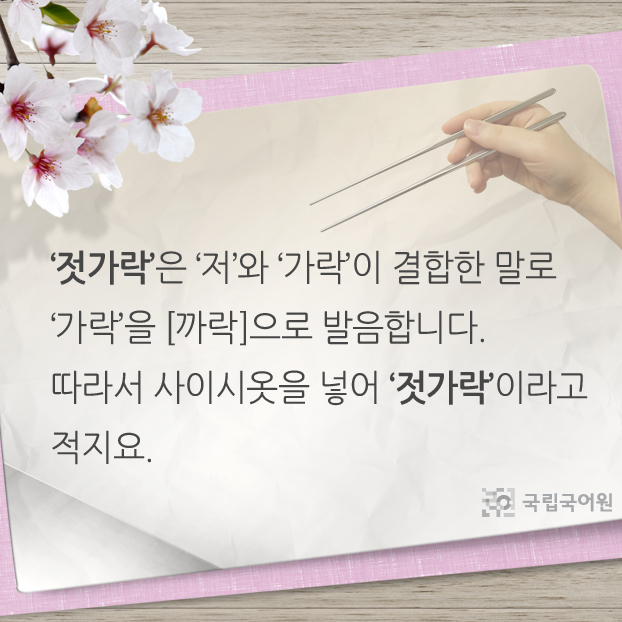 ‘젓가락’은 ‘저’와 ‘가락’이 결합한 말로
‘가락’을 [까락]으로 발음합니다.
따라서 사이시옷을 넣어 ‘젓가락’이라고
적지요.
국립국어원